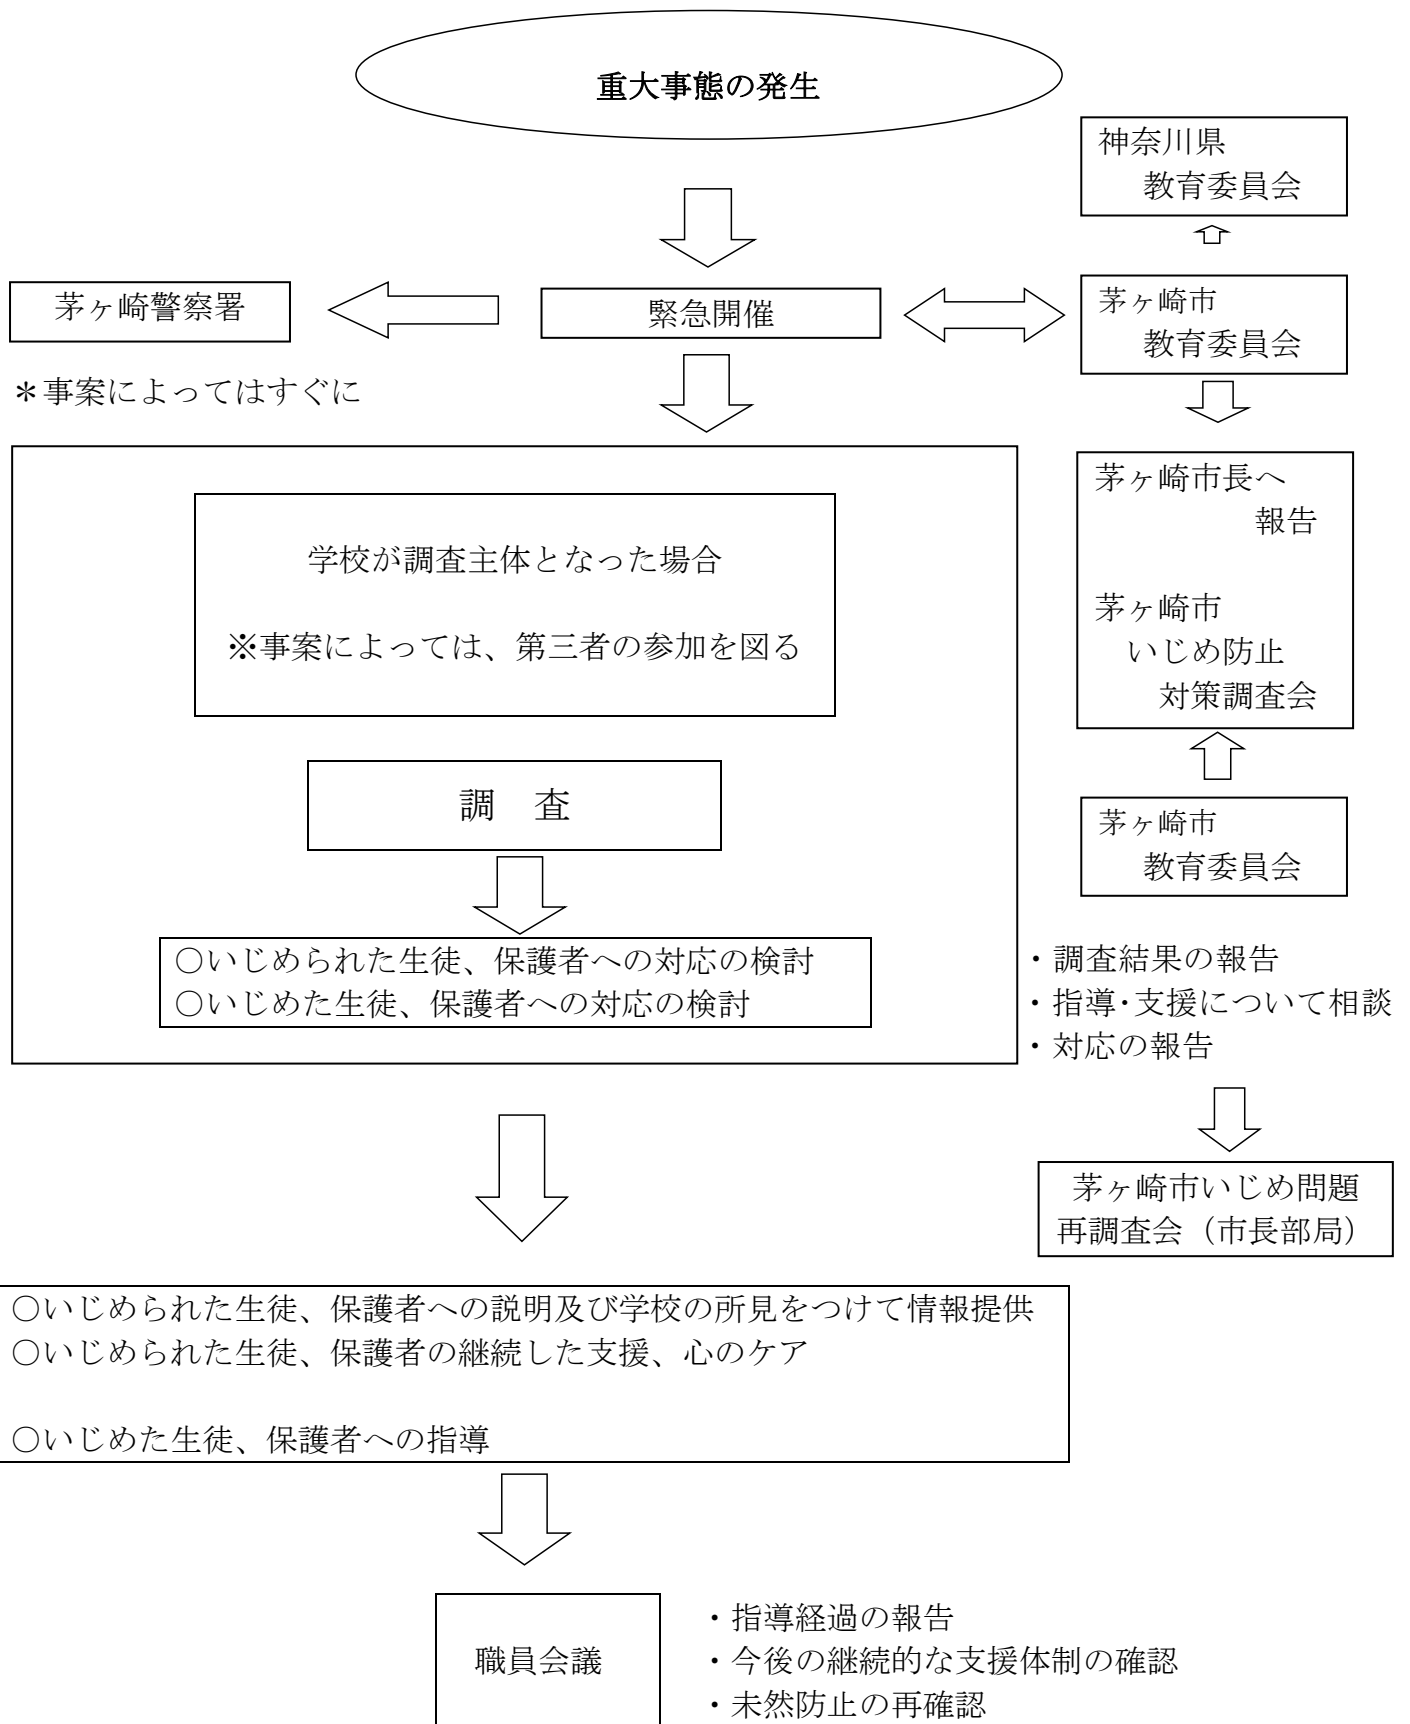 重大事態の発生
神奈川県
教育委員会
茅ヶ崎警察署
緊急開催
茅ヶ崎市
教育委員会
＊事案によってはすぐに
学校が調査主体となった場合
※事案によっては、第三者の参加を図る
調　査
○いじめられた生徒、保護者への対応の検討
○いじめた生徒、保護者への対応の検討
茅ヶ崎市長へ
報告
茅ヶ崎市
いじめ防止
対策調査会
茅ヶ崎市
教育委員会
・調査結果の報告
・指導・支援について相談
・対応の報告
茅ヶ崎市いじめ問題
再調査会（市長部局）
○いじめられた生徒、保護者への説明及び学校の所見をつけて情報提供
○いじめられた生徒、保護者の継続した支援、心のケア
○いじめた生徒、保護者への指導
職員会議
・指導経過の報告
・今後の継続的な支援体制の確認
・未然防止の再確認